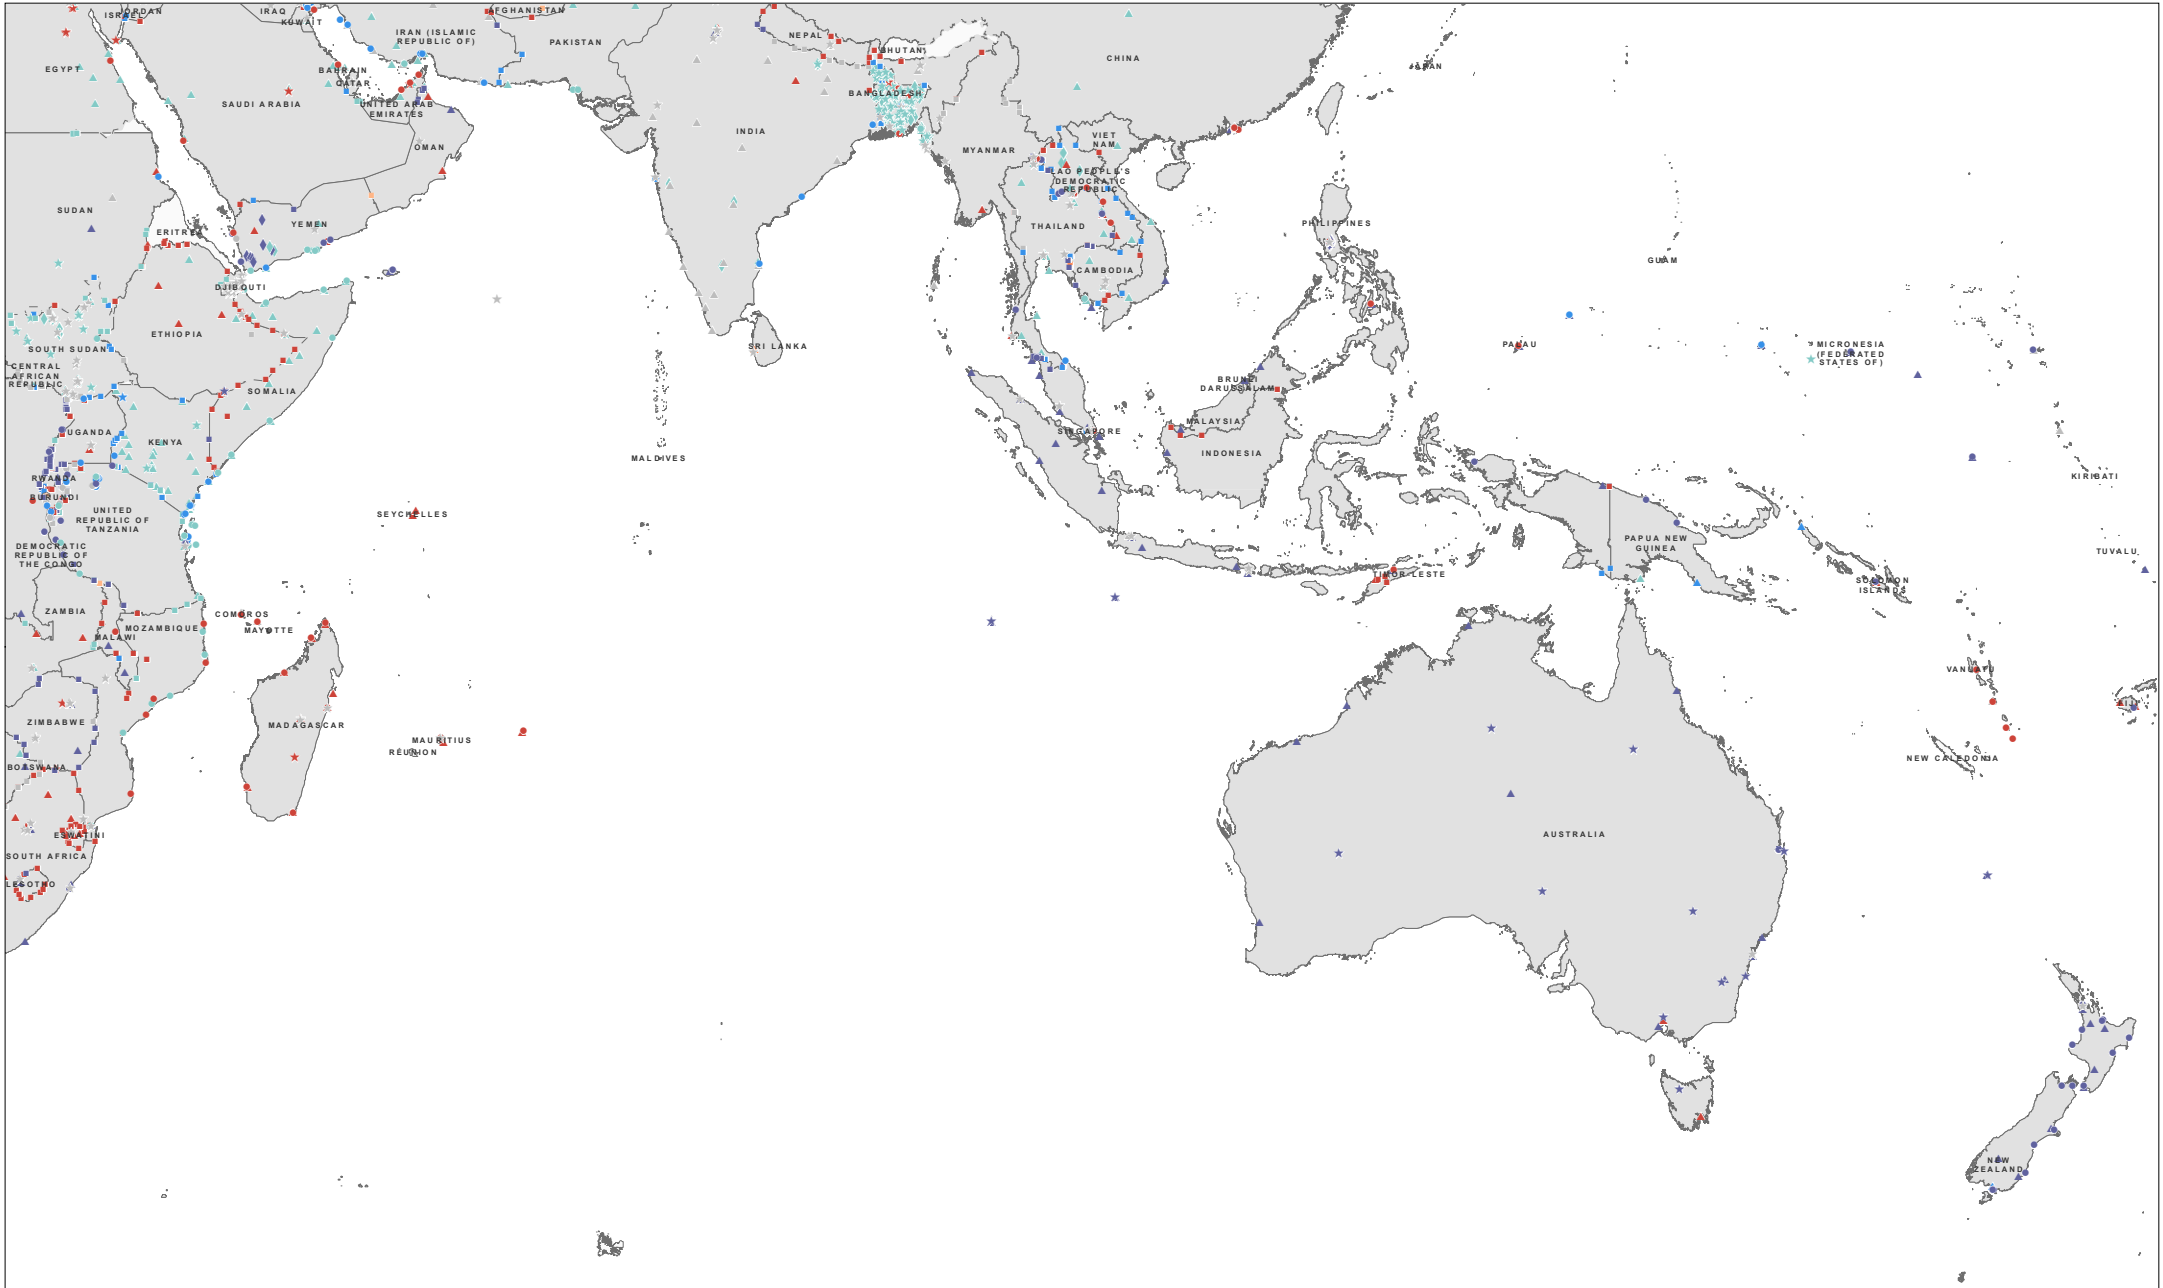 ISRAEL
JORDAN
IRAQ
KUWAIT
AFGHANISTAN
IRAN (ISLAMIC
REPUBLIC OF)
PAKISTAN
NEPAL
BHUTAN
CHINA
JAPAN
EGYPT
BAHRAIN
QATAR
SAUDI ARABIA
UNITED ARAB
EMIRATES
BANGLADESH
INDIA
OMAN
MYANMAR
VIET
NAM
LAO PEOPLE'S
DEMOCRATIC
REPUBLIC
SUDAN
ERITREA
YEMEN
THAILAND
PHILIPPINES
GUAM
DJIBOUTI
CAMBODIA
ETHIOPIA
SOUTH SUDAN
SRI LANKA
PALAU
MICRONESIA
(FEDERATED
STATES OF)
CENTRAL
AFRICAN
REPUBLIC
SOMALIA
BRUNEI
DARUSSALAM
MALAYSIA
UGANDA
KENYA
SINGAPORE
INDONESIA
MALDIVES
RWANDA
KIRIBATI
BURUNDI
UNITED
REPUBLIC OF
TANZANIA
SEYCHELLES
PAPUA NEW
GUINEA
DEMOCRATIC
REPUBLIC OF
THE CONGO
TUVALU
TIMOR-LESTE
SOLOMON
ISLANDS
ZAMBIA
COMOROS
MOZAMBIQUE
MAYOTTE
MALAWI
VANUATU
FIJI
ZIMBABWE
MADAGASCAR
MAURITIUS
RÉUNION
NEW CALEDONIA
BOTSWANA
ESWATINI
AUSTRALIA
SOUTH AFRICA
LESOTHO
NEW
ZEALAND